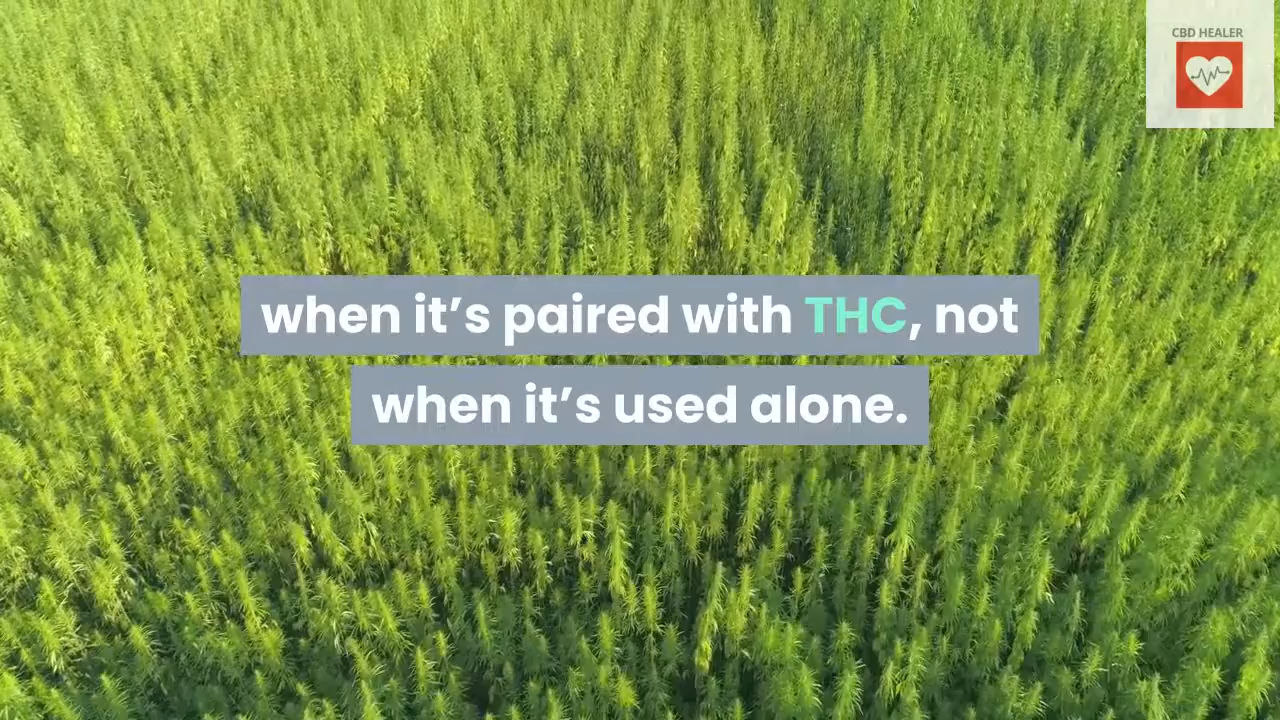 CBD HEALER
when it’s paired with THC, not
when it’s used alone.